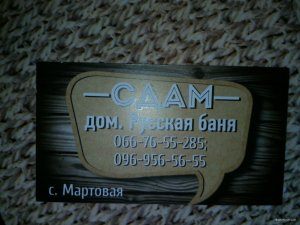 СДАМ
дом. Русская баня
066-76-55-285;
096-956-56-55
с. Мартовая